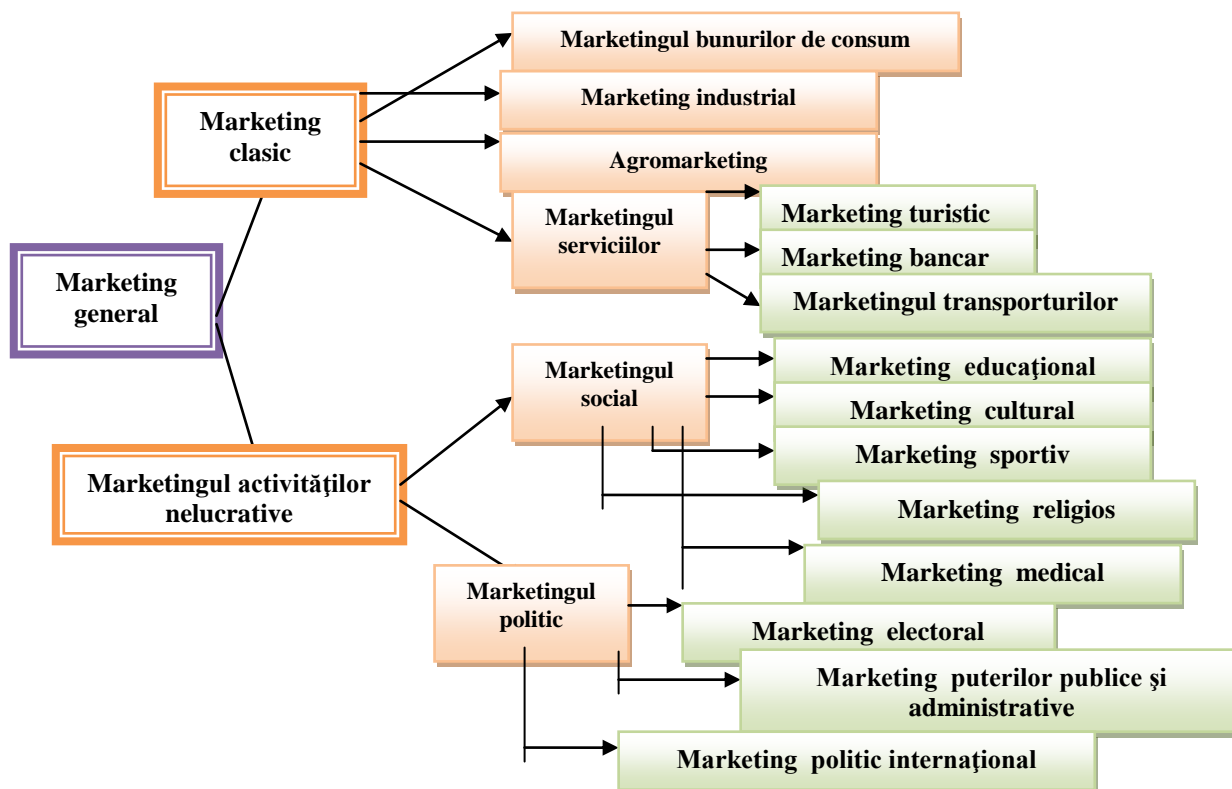 Marketingul bunurilor de consum
Marketing industrial
Marketing
clasic
Agromarketing
Marketingul
serviciilor
Marketing turistic
Marketing bancar
Marketing
general
Marketingul transporturilor
Marketingul
social
Marketing educaţional
Marketing cultural
Marketing sportiv
Marketingul activităţilor
nelucrative
Marketing religios
Marketing medical
Marketingul
politic
Marketing electoral
Marketing puterilor publice şi
administrative
Marketing politic internaţional